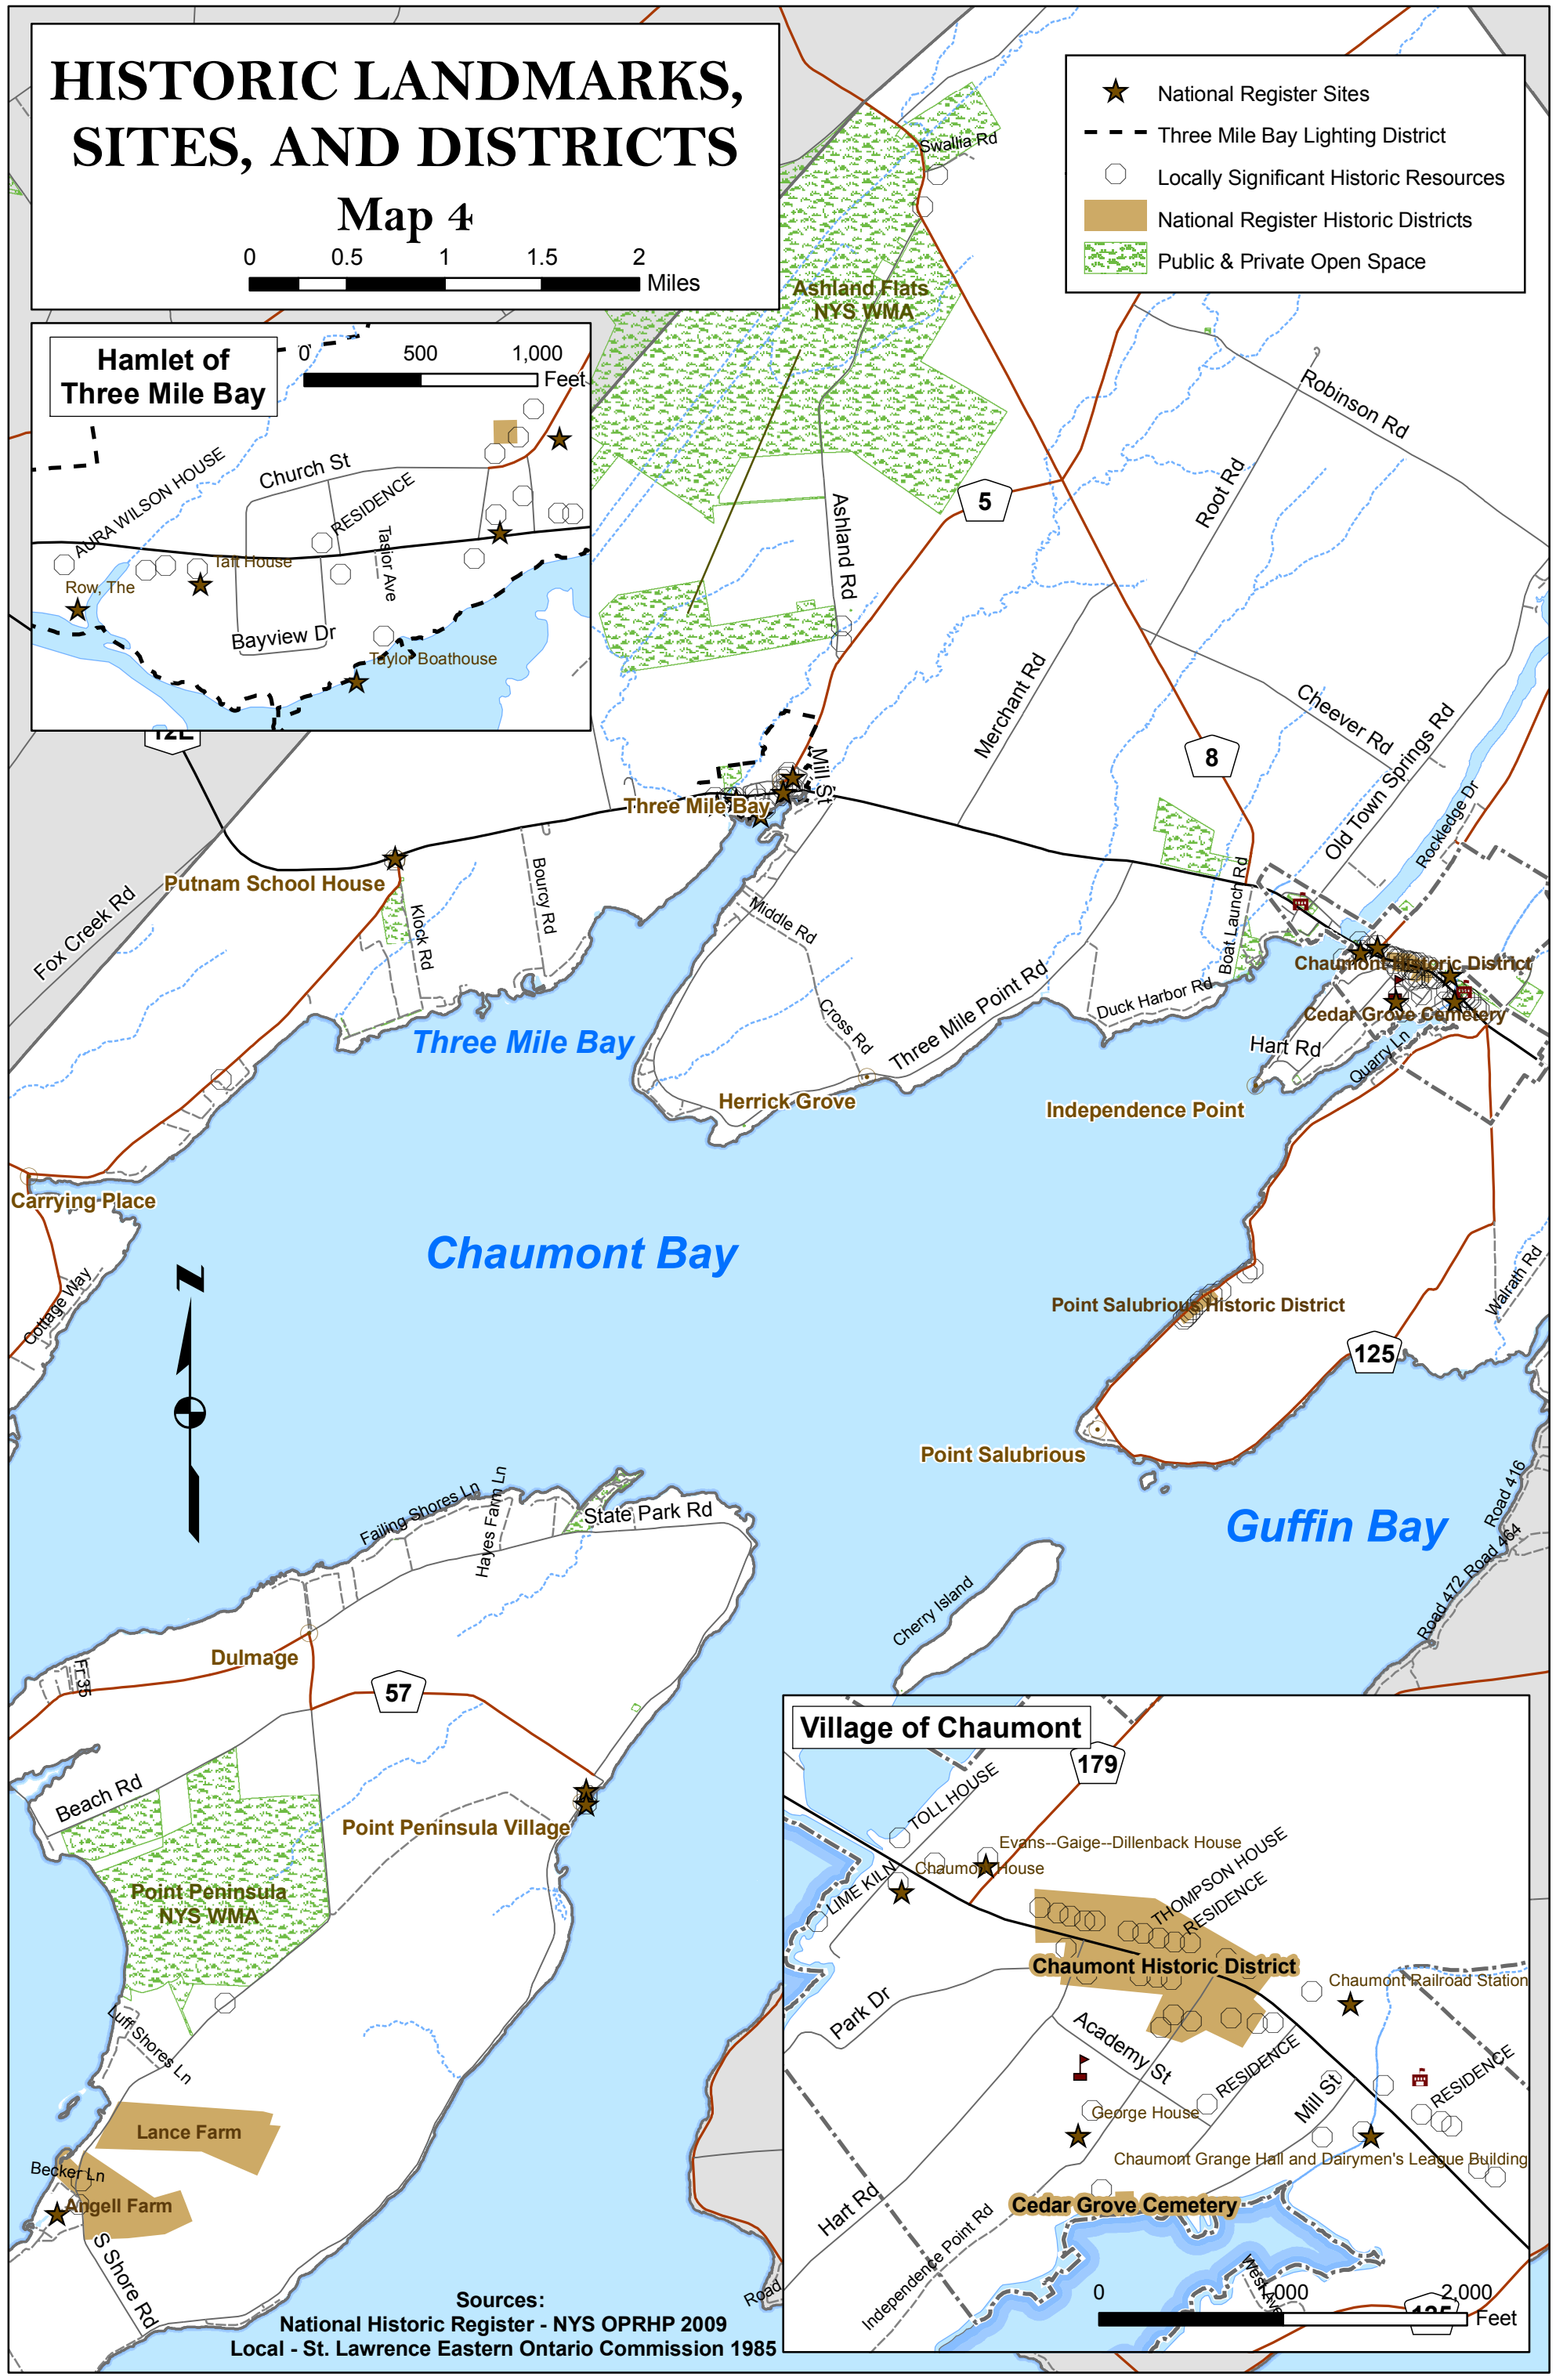 HISTORIC LANDMARKS,
SITES, AND DISTRICTS
Map 4
0 0.5 1 1.5 2
Miles
National Register Sites
Three Mile Bay Lighting District
Locally Significant Historic Resources
National Register Historic Districts
Public & Private Open Space
Swallia Rd
Ashland Flats
NYS WMA
Robinson Rd
Root Rd
5
Ashland Rd
Hamlet of
Three Mile Bay
0 500 1,000
Feet
AURA WILSON HOUSE
Church St
RESIDENCE
Tasior Ave
Taft House
Row, The
Bayview Dr
Taylor Boathouse
12E
Merchant Rd
Cheever Rd
8
Old Town Springs Rd
Rockledge Dr
Mill St
Three Mile Bay
Putnam School House
Fox Creek Rd
Klock Rd
Bourcy Rd
Middle Rd
Cross Rd
Three Mile Point Rd
Boat Launch Rd
Duck Harbor Rd
Chaumont Historic District
Cedar Grove Cemetery
Hart Rd
Quarry Ln
Three Mile Bay
Herrick Grove
Independence Point
Carrying Place
Cottage Way
Chaumont Bay
N
Point Salubrious Historic District
Walrath Rd
125
Point Salubrious
Guffin Bay
Road 416
Road 464
Road 472
Cherry Island
Failing Shores Ln
Hayes Farm Ln
State Park Rd
Dulmage
Fr 35
57
Beach Rd
Point Peninsula Village
Point Peninsula
NYS WMA
Luff Shores Ln
Lance Farm
Becker Ln
Angell Farm
S Shore Rd
Road
Village of Chaumont
179
TOLL HOUSE
Evans--Gaige--Dillenback House
Chaumont House
LIME KILN
THOMPSON HOUSE
RESIDENCE
Chaumont Historic District
Chaumont Railroad Station
Park Dr
Academy St
RESIDENCE
Mill St
RESIDENCE
George House
Chaumont Grange Hall and Dairymen's League Building
Cedar Grove Cemetery
Hart Rd
Independence Point Rd
West Ave
125
0 1,000 2,000
Feet
Sources:
National Historic Register - NYS OPRHP 2009
Local - St. Lawrence Eastern Ontario Commission 1985